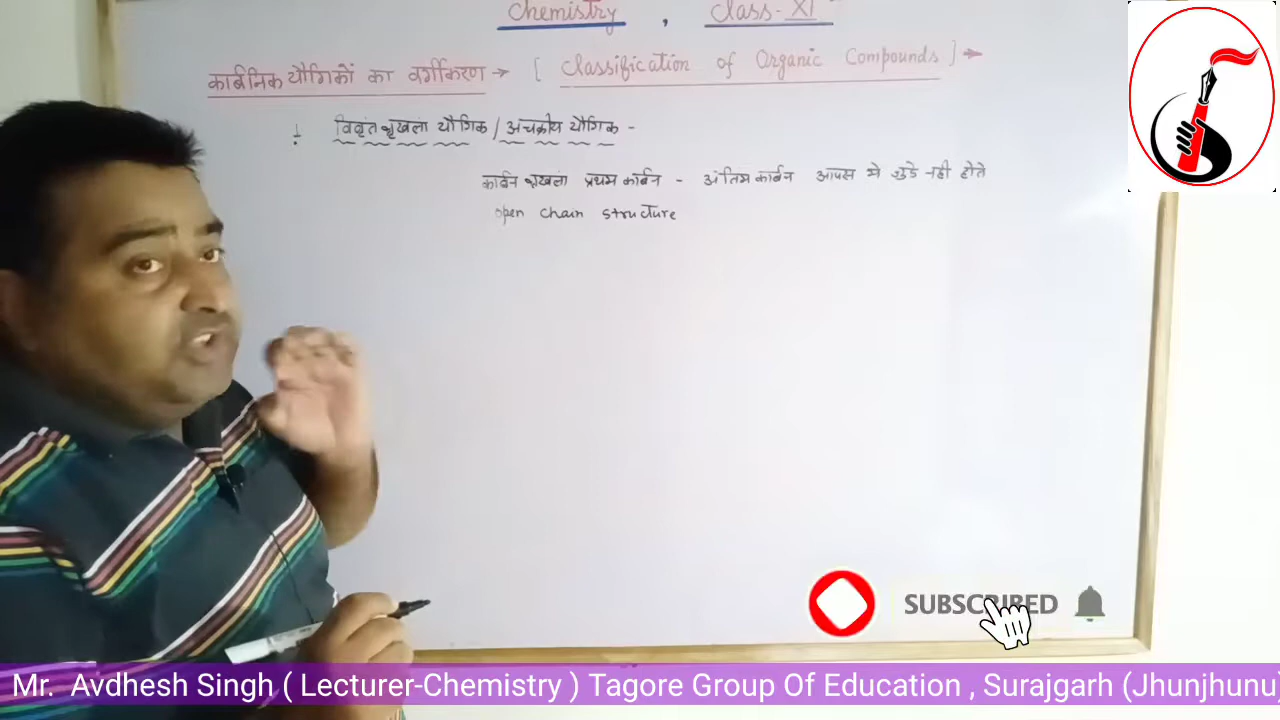 Chemistry , Class- XI
कार्बनिक यौगिकों का वर्गीकरण → [ Classification of Organic Compounds ] →
विवृत श्रृंखला यौगिक / अचक्रीय यौगिक -
कार्बन श्रृंखला प्रथम कार्बन - अंतिम कार्बन आपस मे जुडे नही होते
open chain structure
SUBSCRIBED
Mr. Avdhesh Singh ( Lecturer-Chemistry ) Tagore Group Of Education , Surajgarh (Jhunjhunu)